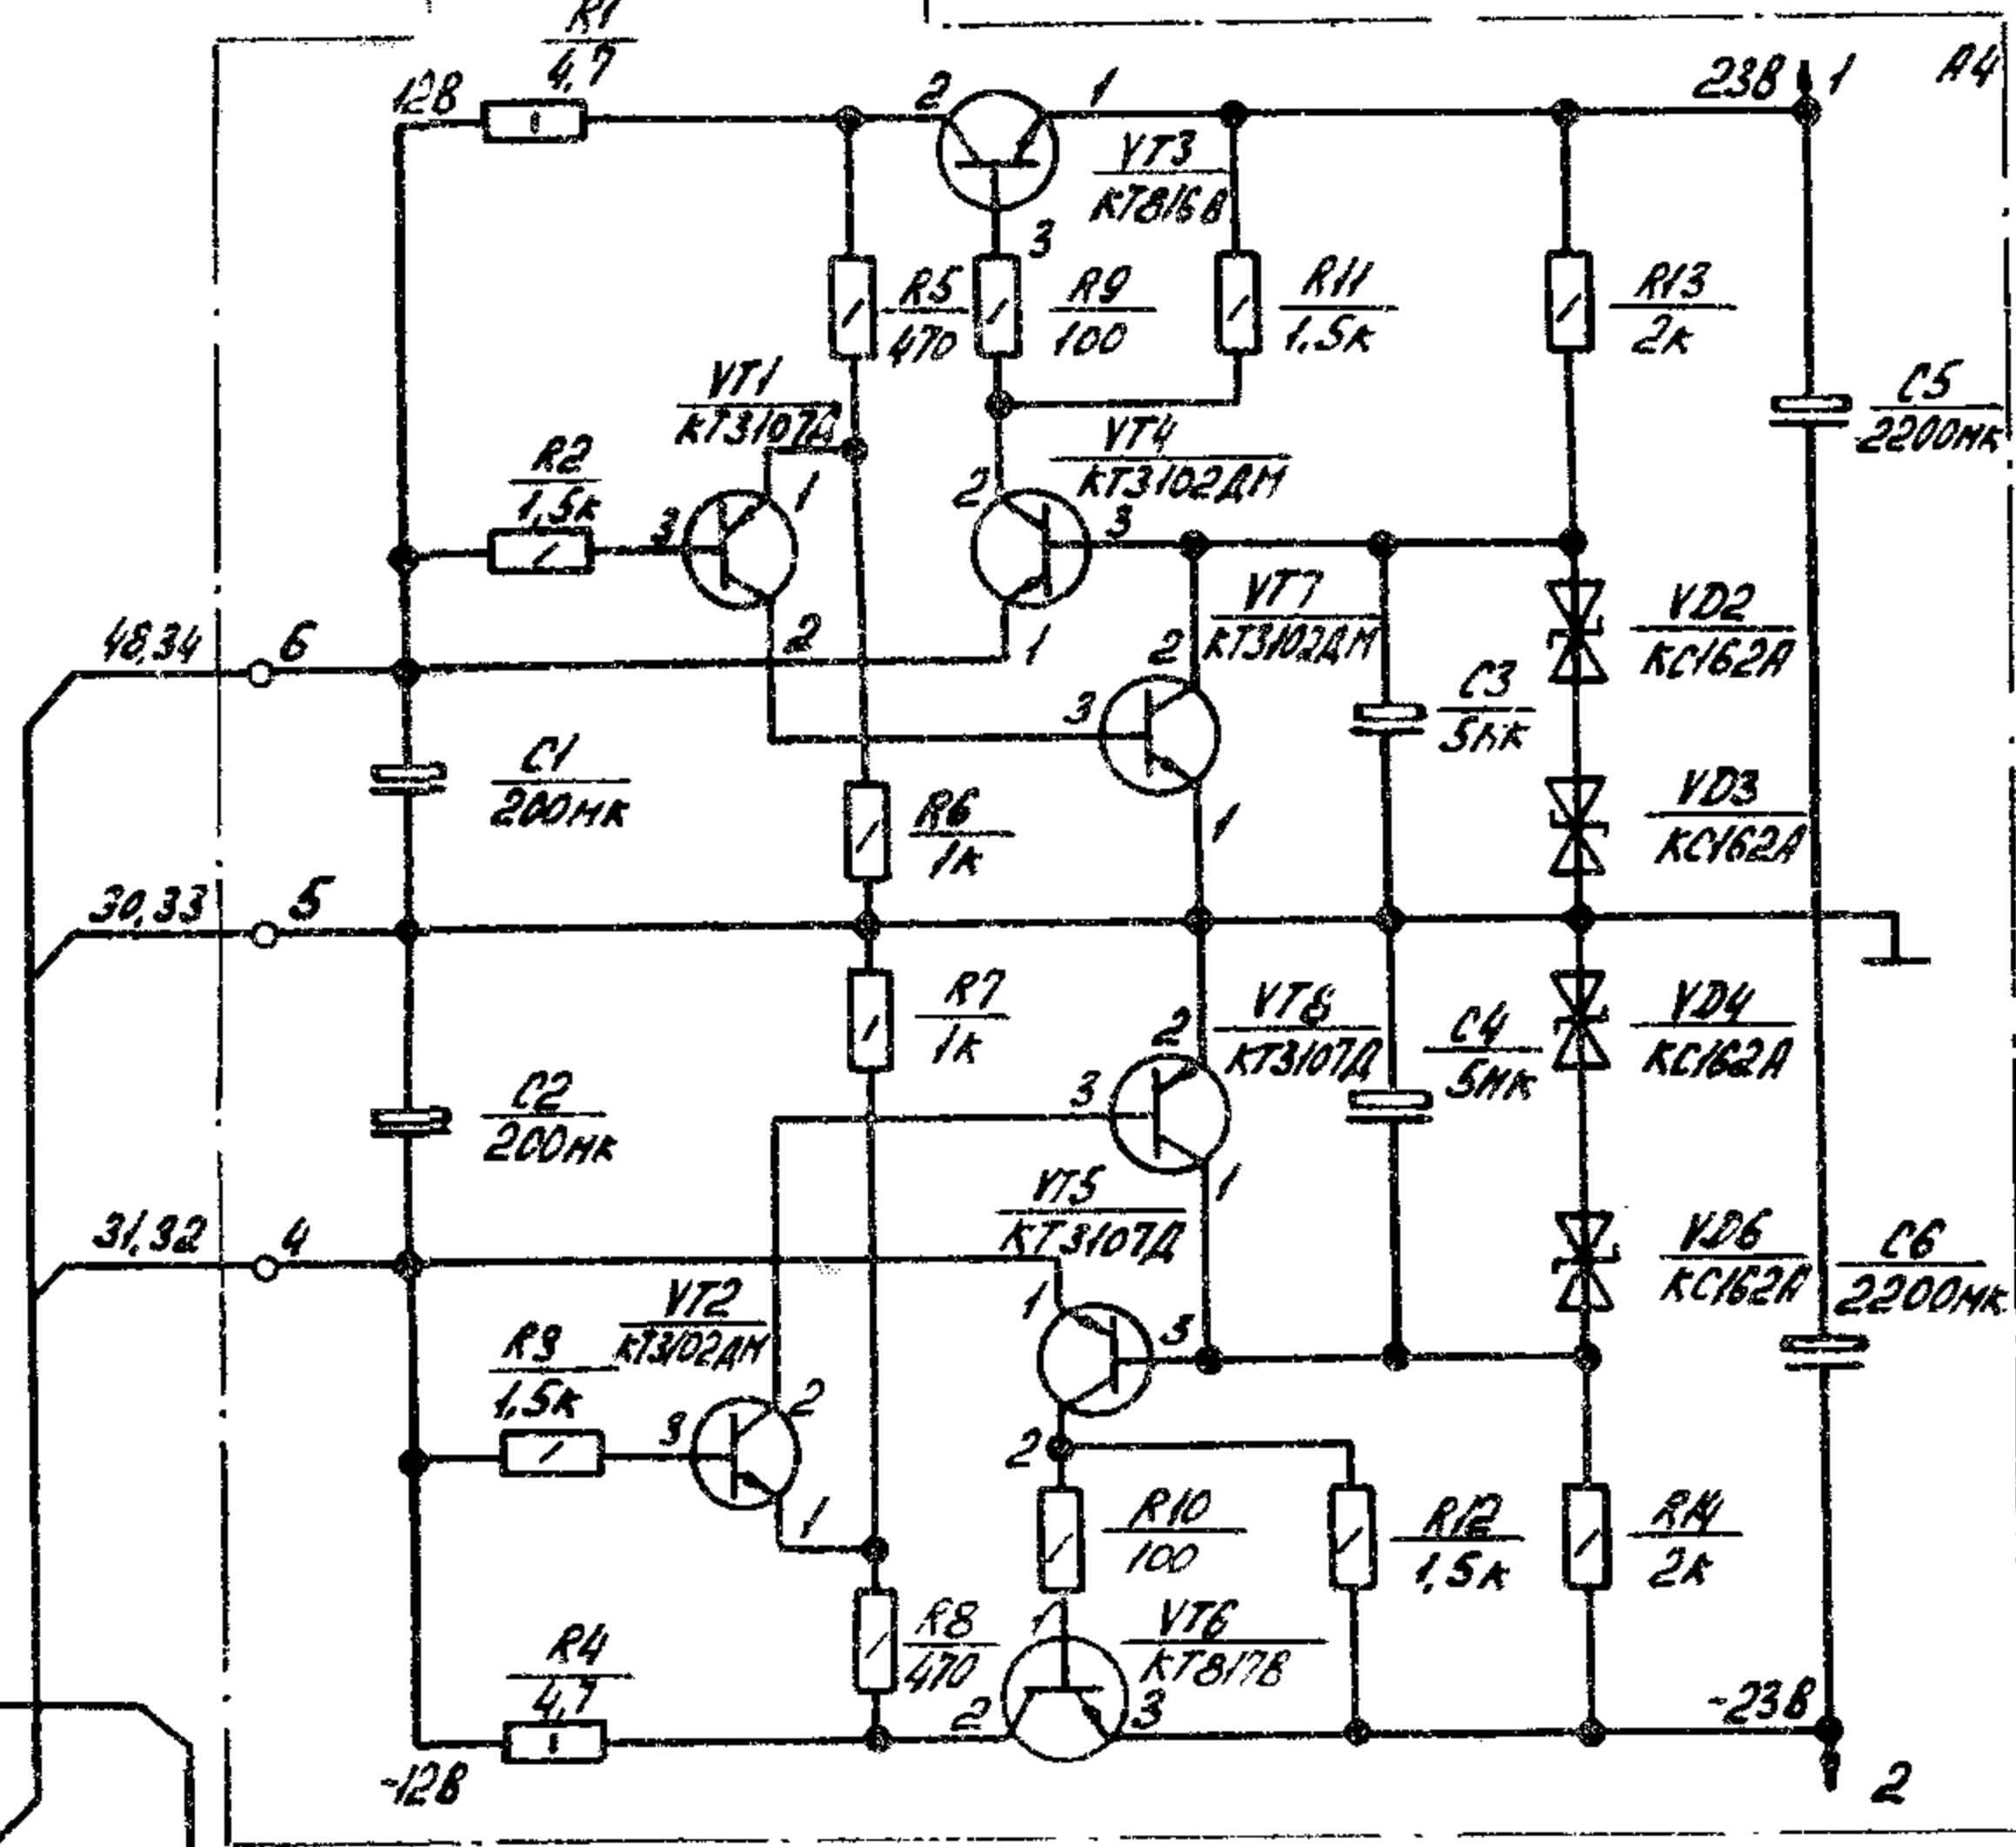 R1
4,7
12В
2
1
23В
1
А4
VT3
КТ816В
3
R5
470
R9
100
R11
1,5к
R13
2к
C5
2200мк
VT1
КТ3107Д
R2
1,5к
3
1
2
VT4
КТ3102ДМ
2
3
1
VT7
КТ3102ДМ
2
3
1
VD2
КС162А
C3
5мк
48,34
6
C1
200мк
R6
1к
VD3
КС162А
30,33
5
R7
1к
VT8
КТ3107Д
2
3
1
C4
5мк
VD4
КС162А
C2
200мк
31,32
4
VT5
КТ3107Д
1
3
2
VD6
КС162А
C6
2200мк
VT2
КТ3102ДМ
R3
1,5к
3
2
1
R10
100
R12
1,5к
R14
2к
R4
4,7
R8
470
1
VT6
КТ817В
2
3
-23В
-12В
2